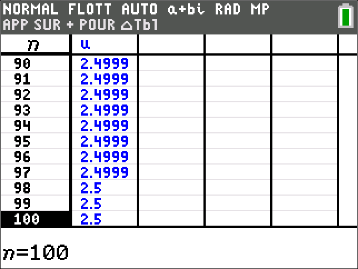 NORMAL FLOTT AUTO a+bi RAD MP
APP SUR + POUR △Tbl
n u
90 2.4999
91 2.4999
92 2.4999
93 2.4999
94 2.4999
95 2.4999
96 2.4999
97 2.4999
98 2.5
99 2.5
100 2.5
n=100